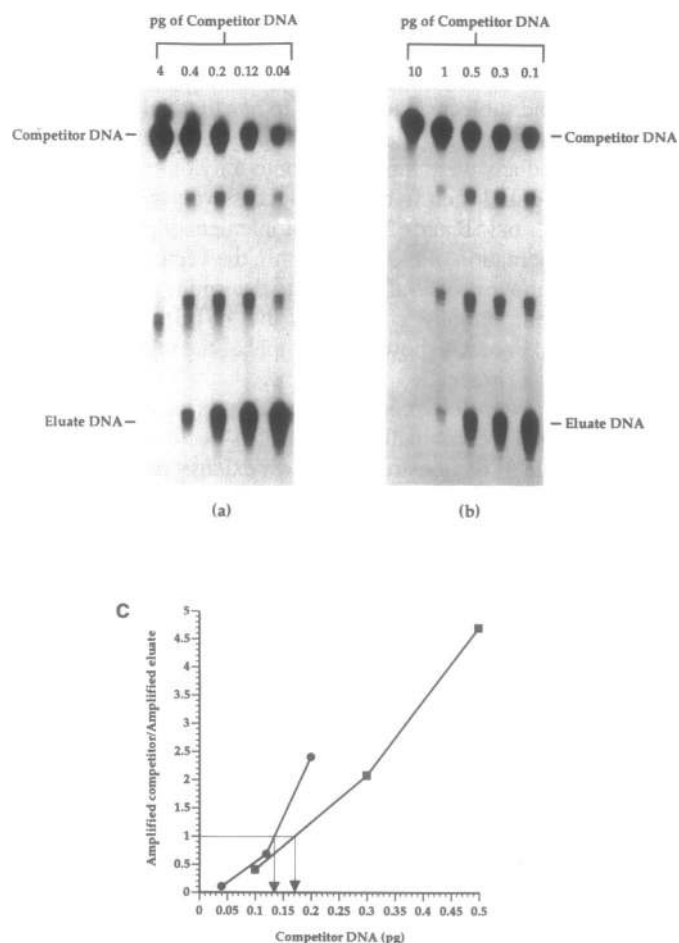 pg of Competitor DNA
4 0.4 0.2 0.12 0.04
Competitor DNA
Eluate DNA
(a)
pg of Competitor DNA
10 1 0.5 0.3 0.1
Competitor DNA
Eluate DNA
(b)
C
Amplified competitor/Amplified eluate
5
4.5
4
3.5
3
2.5
2
1.5
1
0.5
0
0 0.05 0.1 0.15 0.2 0.25 0.3 0.35 0.4 0.45 0.5
Competitor DNA (pg)